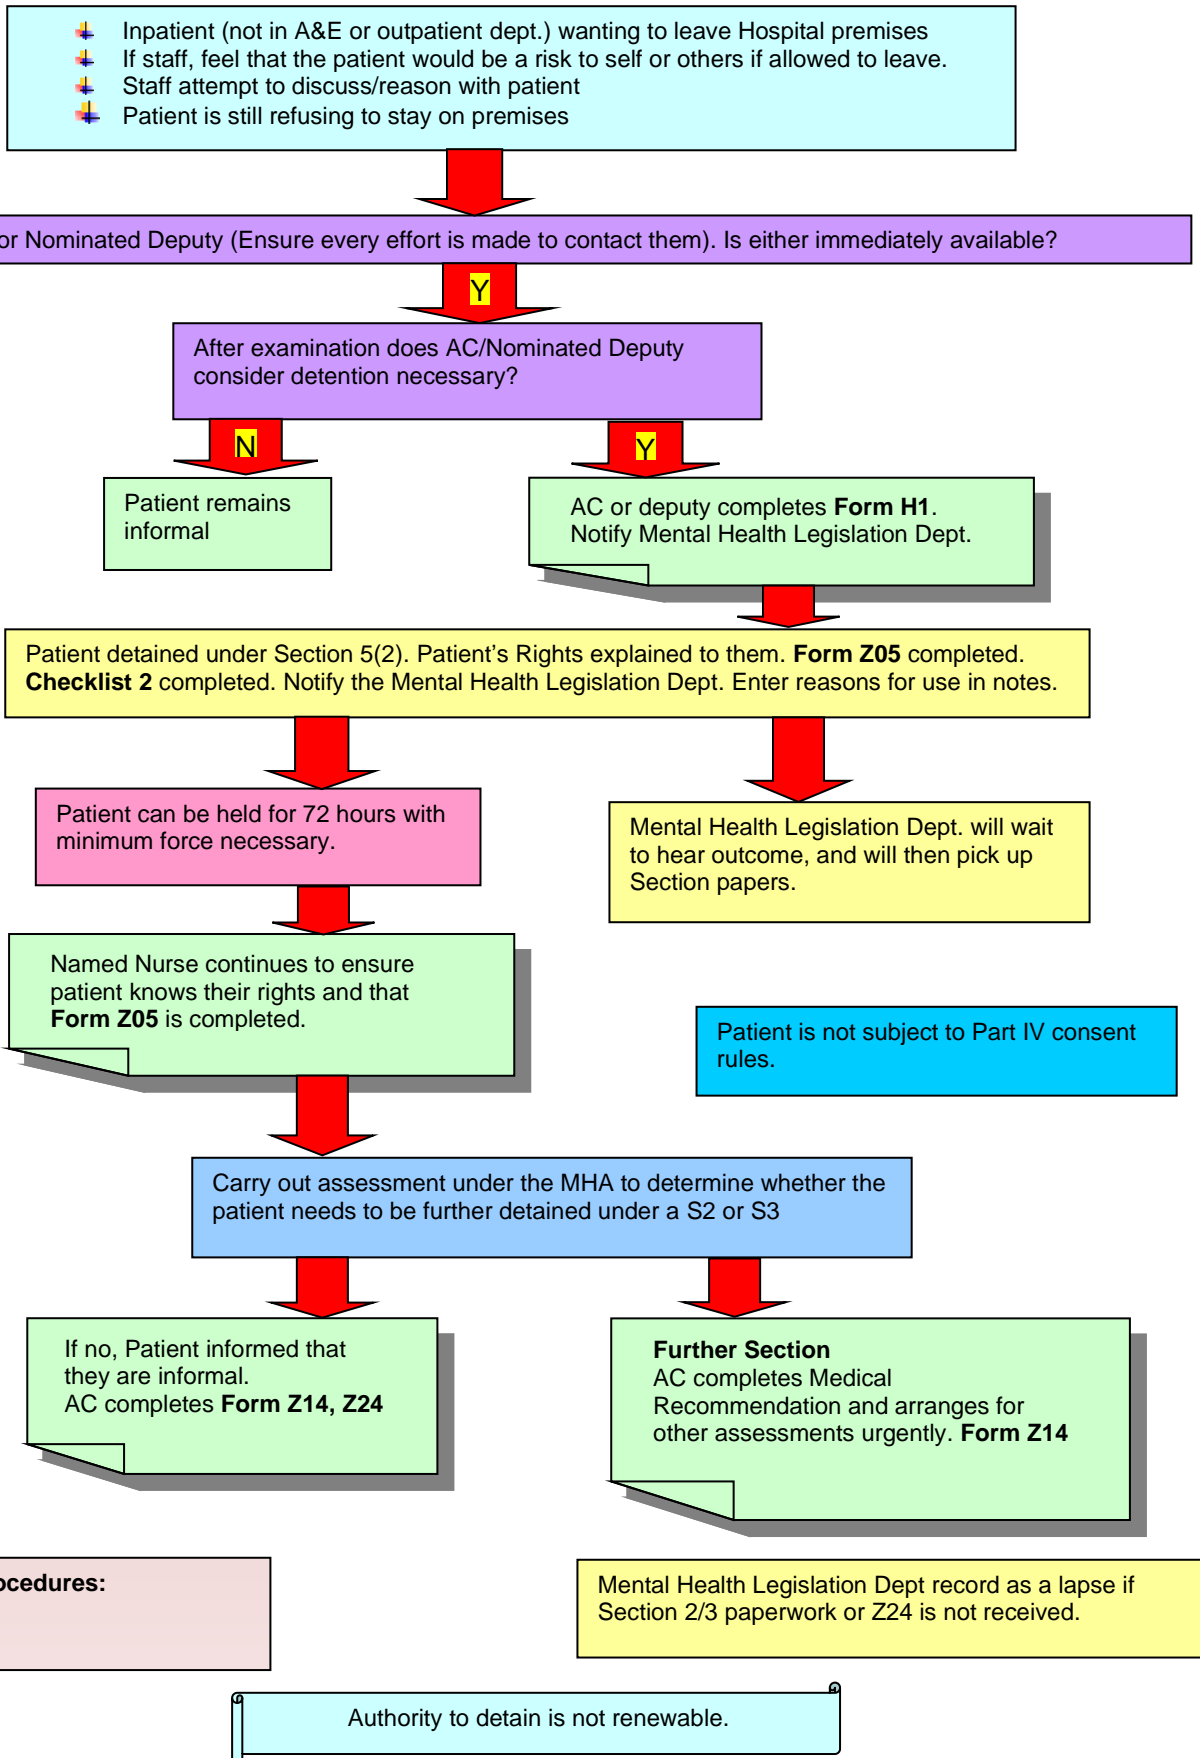 Inpatient (not in A&E or outpatient dept.) wanting to leave Hospital premises
If staff, feel that the patient would be a risk to self or others if allowed to leave.
Staff attempt to discuss/reason with patient
Patient is still refusing to stay on premises
or Nominated Deputy (Ensure every effort is made to contact them). Is either immediately available?
Y
After examination does AC/Nominated Deputy
consider detention necessary?
N
Y
Patient remains
informal
AC or deputy completes Form H1.
Notify Mental Health Legislation Dept.
Patient detained under Section 5(2). Patient's Rights explained to them. Form Z05 completed.
Checklist 2 completed. Notify the Mental Health Legislation Dept. Enter reasons for use in notes.
Patient can be held for 72 hours with
minimum force necessary.
Mental Health Legislation Dept. will wait
to hear outcome, and will then pick up
Section papers.
Named Nurse continues to ensure
patient knows their rights and that
Form Z05 is completed.
Patient is not subject to Part IV consent
rules.
Carry out assessment under the MHA to determine whether the
patient needs to be further detained under a S2 or S3
If no, Patient informed that
they are informal.
AC completes Form Z14, Z24
Further Section
AC completes Medical
Recommendation and arranges for
other assessments urgently. Form Z14
ocedures:
Mental Health Legislation Dept record as a lapse if
Section 2/3 paperwork or Z24 is not received.
Authority to detain is not renewable.